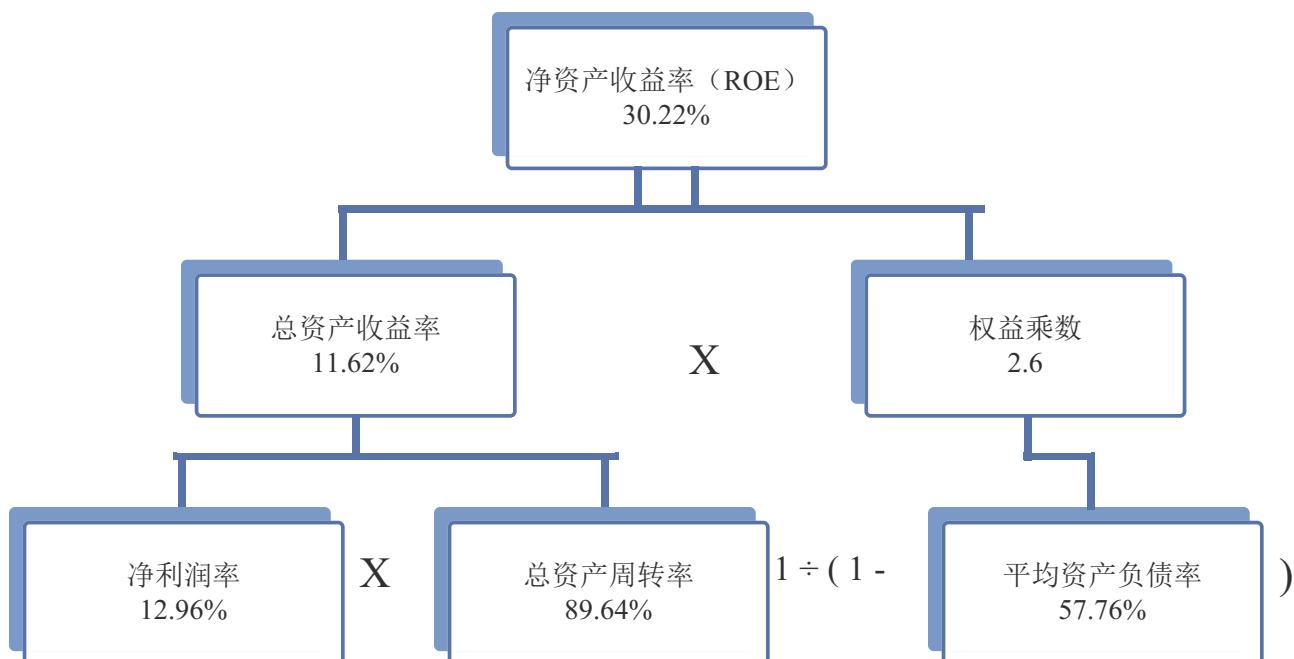 净资产收益率（ROE）
30.22%
总资产收益率
11.62%
X
权益乘数
2.6
净利润率
12.96%
X
总资产周转率
89.64%
1 ÷ ( 1 -
平均资产负债率
57.76%
)